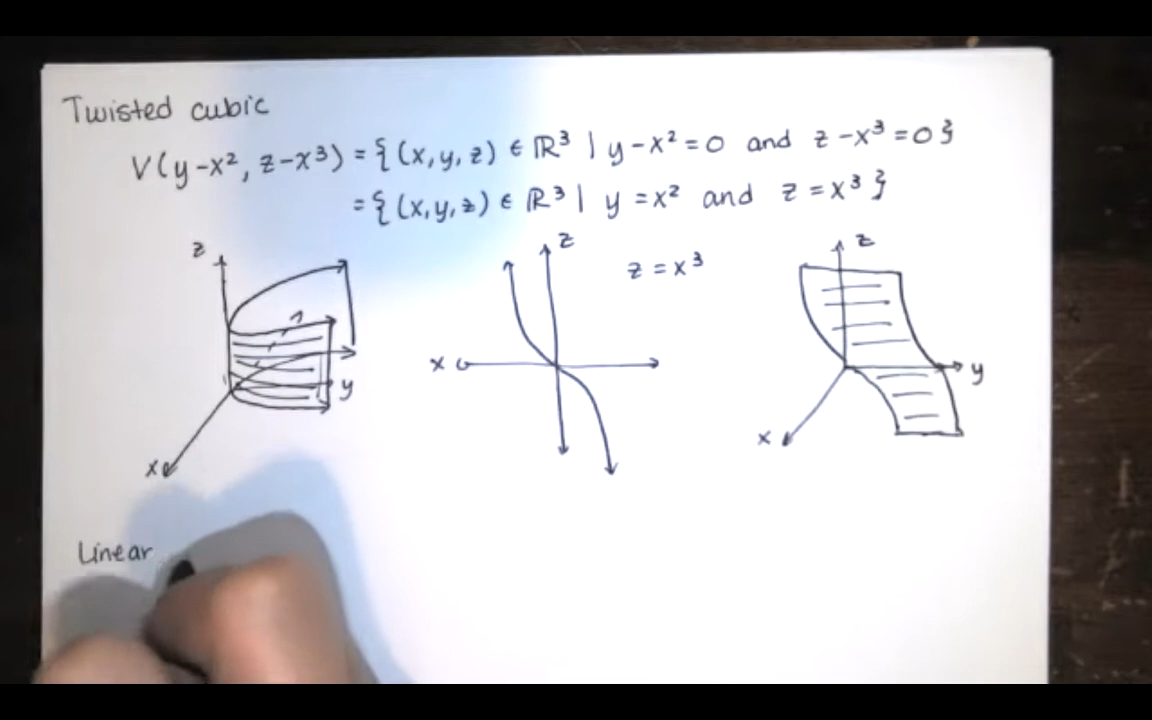 Twisted cubic
V(y-x², z-x³) = {(x,y,z) ∈ ℝ³ | y-x²=0 and z-x³=0}
= {(x,y,z) ∈ ℝ³ | y=x² and z=x³}
z
y
x
z
z=x³
x
z
y
x
Linear